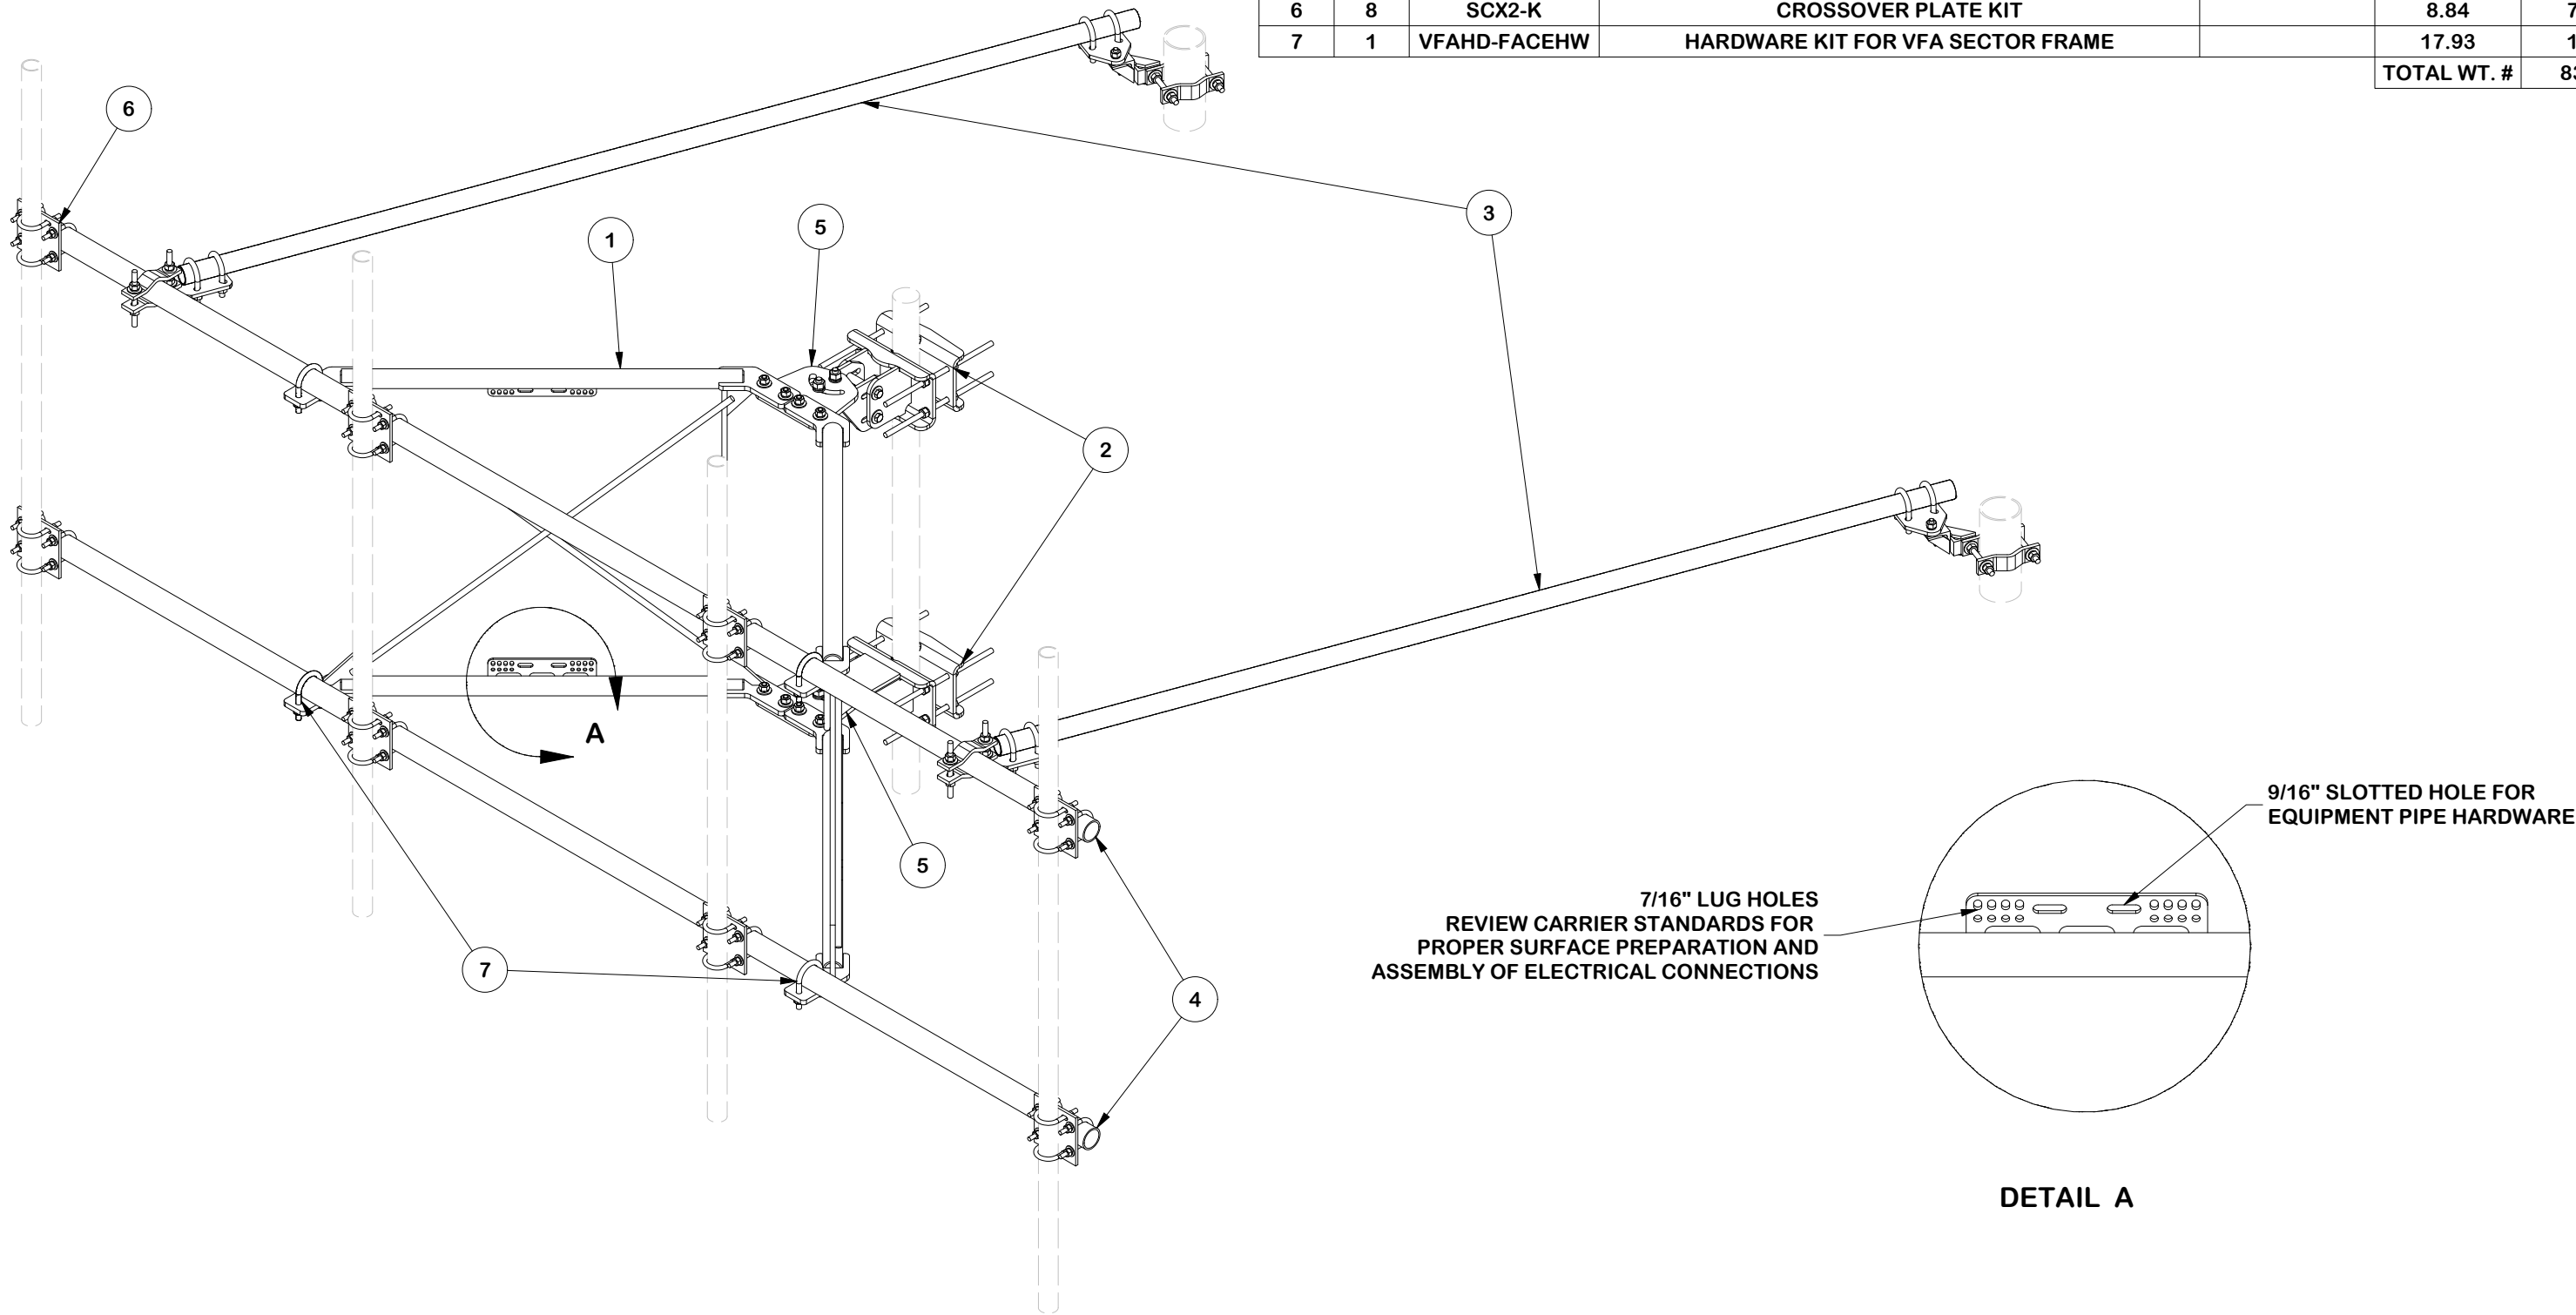 6 8 SCX2-K CROSSOVER PLATE KIT 8.84 7
7 1 VFAHD-FACEHW HARDWARE KIT FOR VFA SECTOR FRAME 17.93 1
TOTAL WT. # 83
6
3
1
5
2
A
5
7
4
9/16" SLOTTED HOLE FOR
EQUIPMENT PIPE HARDWARE
7/16" LUG HOLES
REVIEW CARRIER STANDARDS FOR
PROPER SURFACE PREPARATION AND
ASSEMBLY OF ELECTRICAL CONNECTIONS
DETAIL A